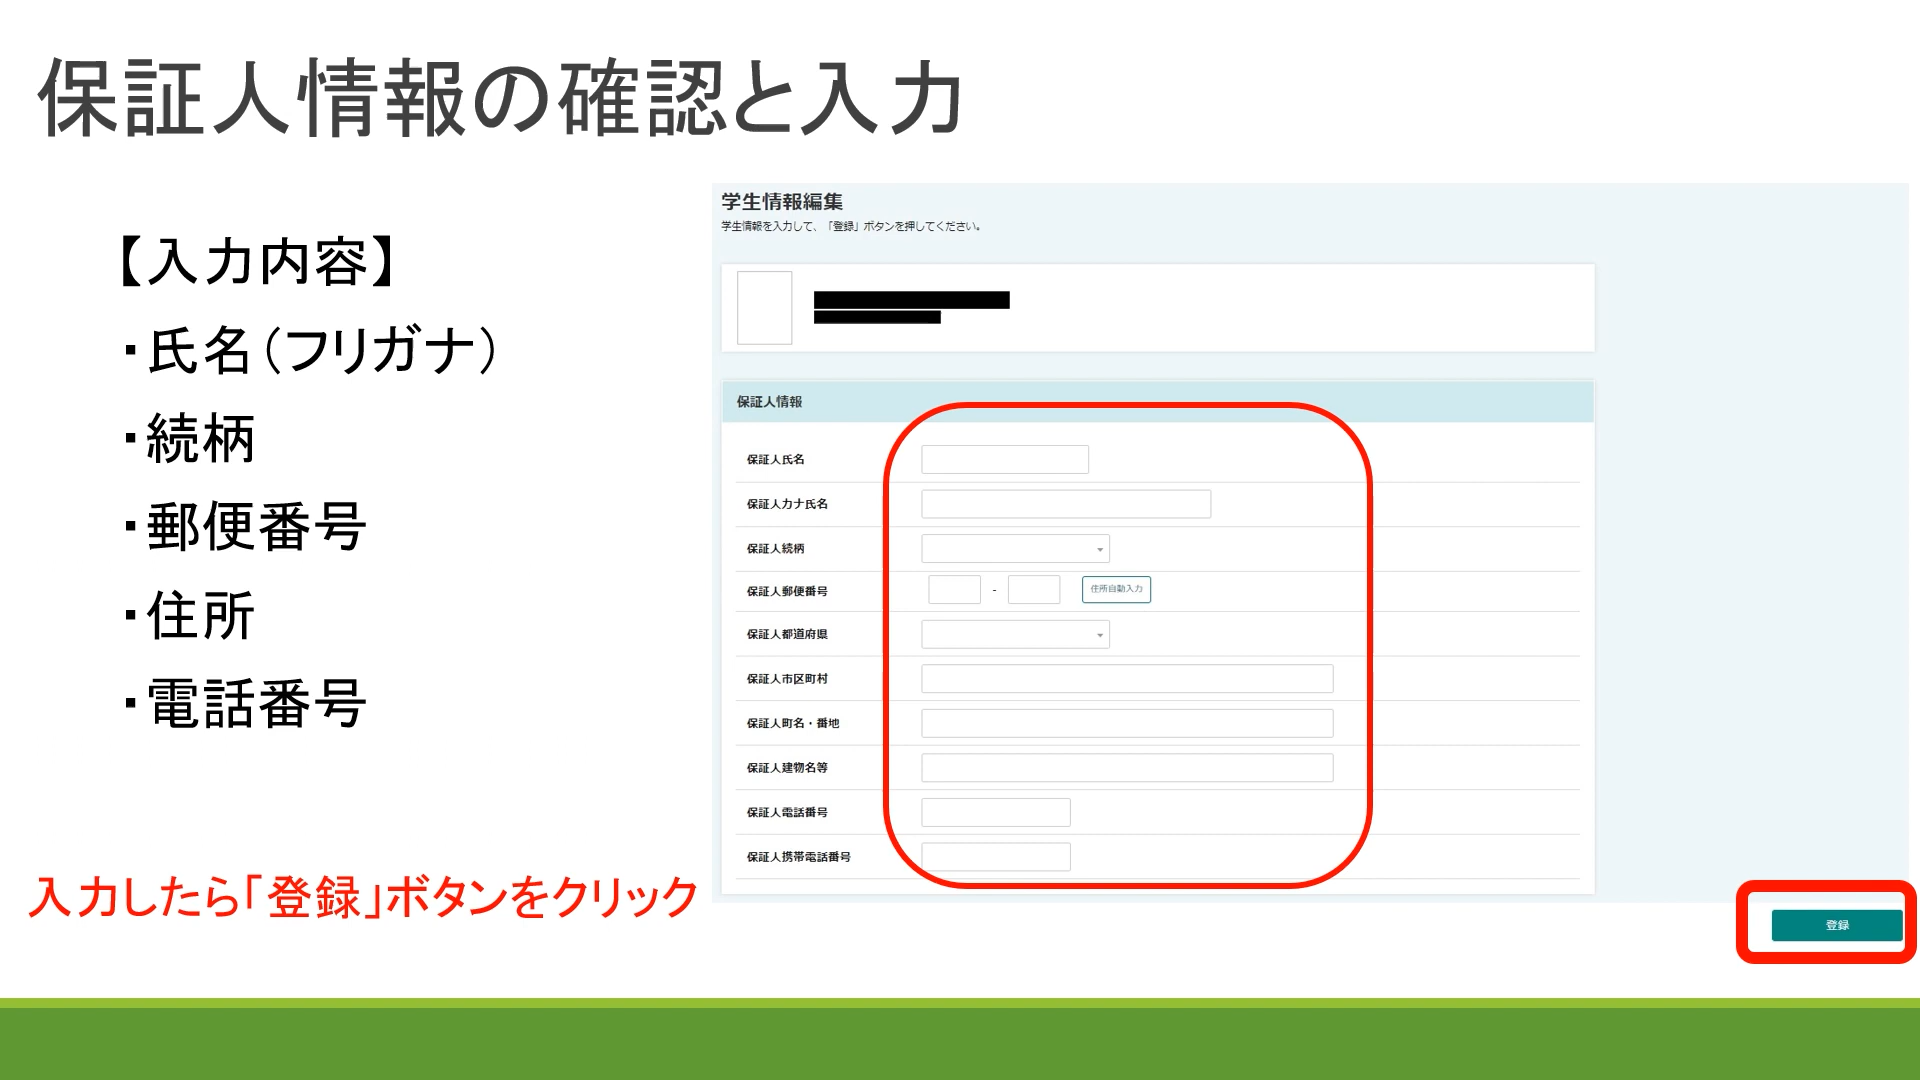 保証人情報の確認と入力
【入力内容】
・氏名（フリガナ）
・続柄
・郵便番号
・住所
・電話番号
入力したら「登録」ボタンをクリック
学生情報編集
学生情報を入力して、「登録」ボタンを押してください。
保証人情報
保証人氏名
保証人カナ氏名
保証人続柄
保証人郵便番号 - 住所自動入力
保証人都道府県
保証人市区町村
保証人町名・番地
保証人建物名等
保証人電話番号
保証人携帯電話番号
登録